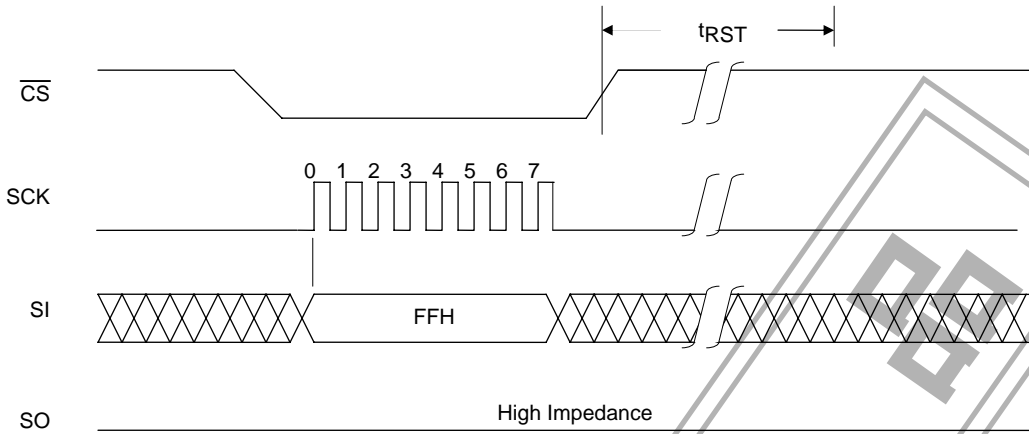 tRST
CS
0 1 2 3 4 5 6 7
SCK
SI
FFH
High Impedance
SO